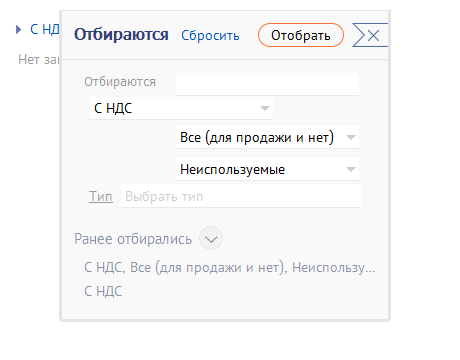 С НД
Отбираются Сбросить Отобрать
Нет за
Отбираются
С НДС
Все (для продажи и нет)
Неиспользуемые
Тип Выбрать тип
Ранее отбирались
С НДС, Все (для продажи и нет), Неиспользу...
С НДС